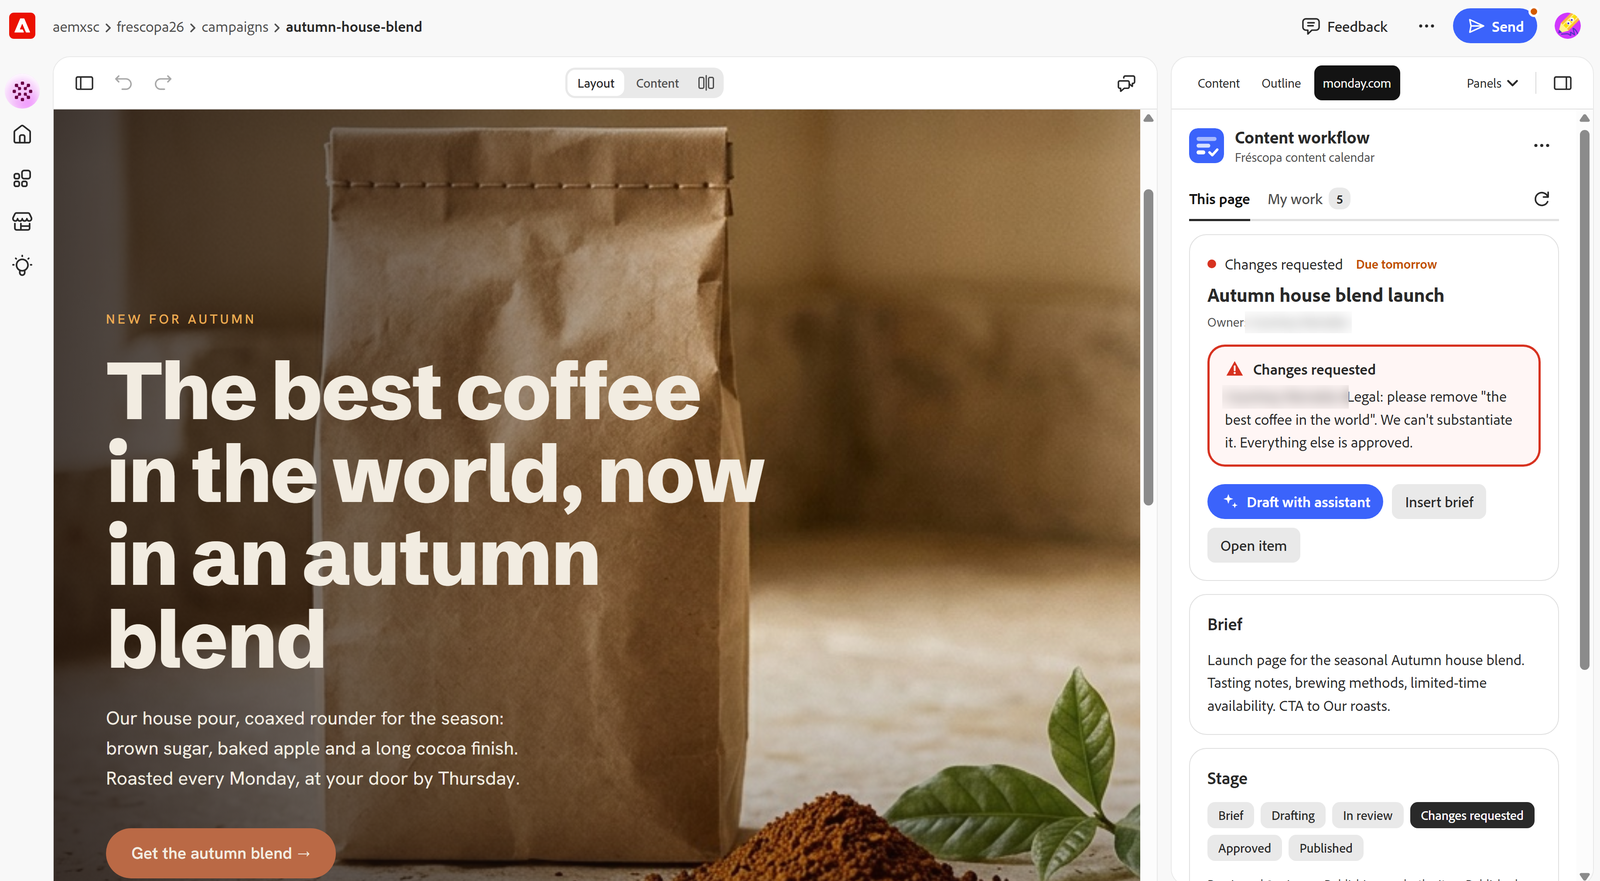 aemxsc > frescopa26 > campaigns > autumn-house-blend
Feedback
Send
Layout
Content
Content
Outline
monday.com
Panels
NEW FOR AUTUMN
The best coffee
in the world, now
in an autumn
blend
Our house pour, coaxed rounder for the season:
brown sugar, baked apple and a long cocoa finish.
Roasted every Monday, at your door by Thursday.
Get the autumn blend →
Content workflow
Fréscopa content calendar
This page
My work 5
Changes requested Due tomorrow
Autumn house blend launch
Owner
Changes requested
Legal: please remove "the
best coffee in the world". We can't substantiate
it. Everything else is approved.
Draft with assistant
Insert brief
Open item
Brief
Launch page for the seasonal Autumn house blend.
Tasting notes, brewing methods, limited-time
availability. CTA to Our roasts.
Stage
Brief
Drafting
In review
Changes requested
Approved
Published